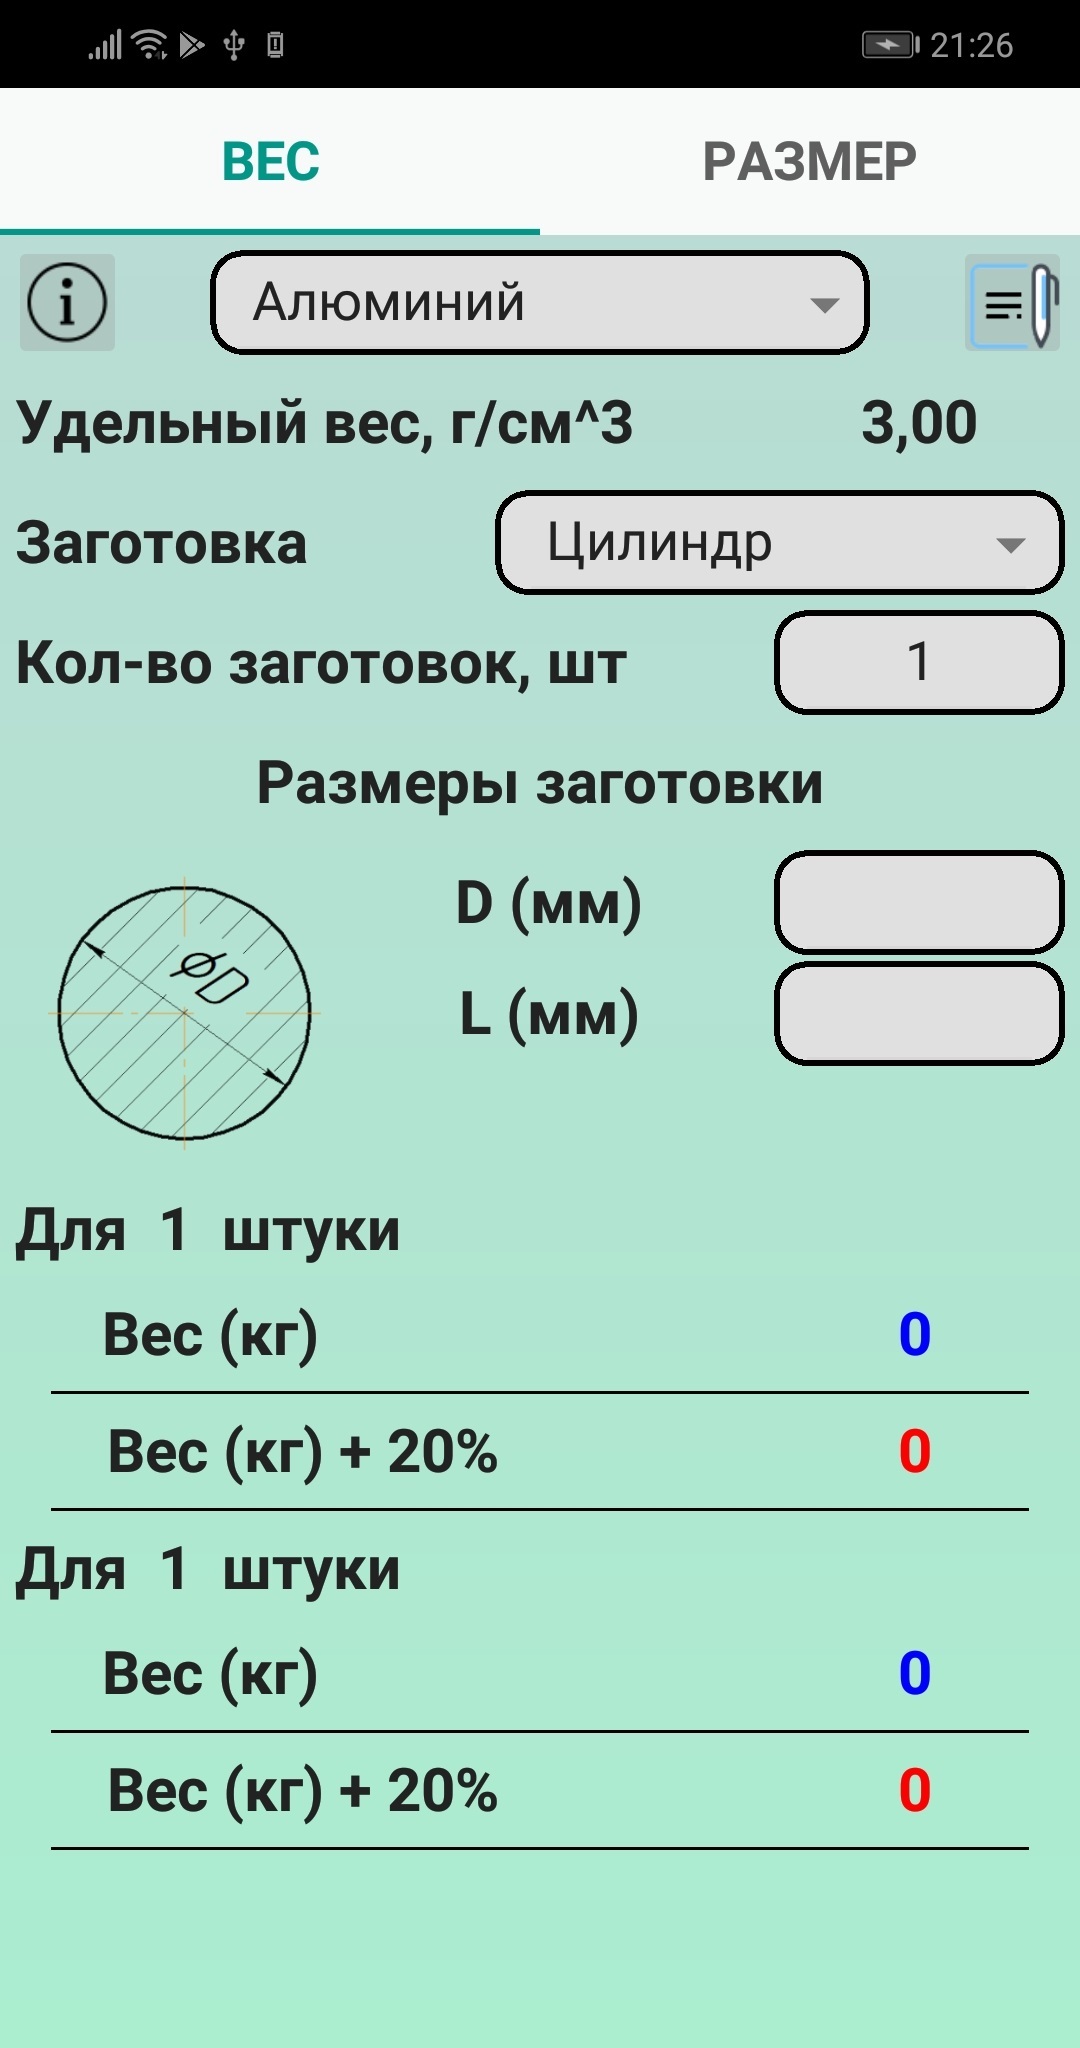 21:26
ВЕС РАЗМЕР
Алюминий
Удельный вес, г/см^3 3,00
Заготовка Цилиндр
Кол-во заготовок, шт 1
Размеры заготовки
D (мм)
⌀D
L (мм)
Для 1 штуки
Вес (кг) 0
Вес (кг) + 20% 0
Для 1 штуки
Вес (кг) 0
Вес (кг) + 20% 0